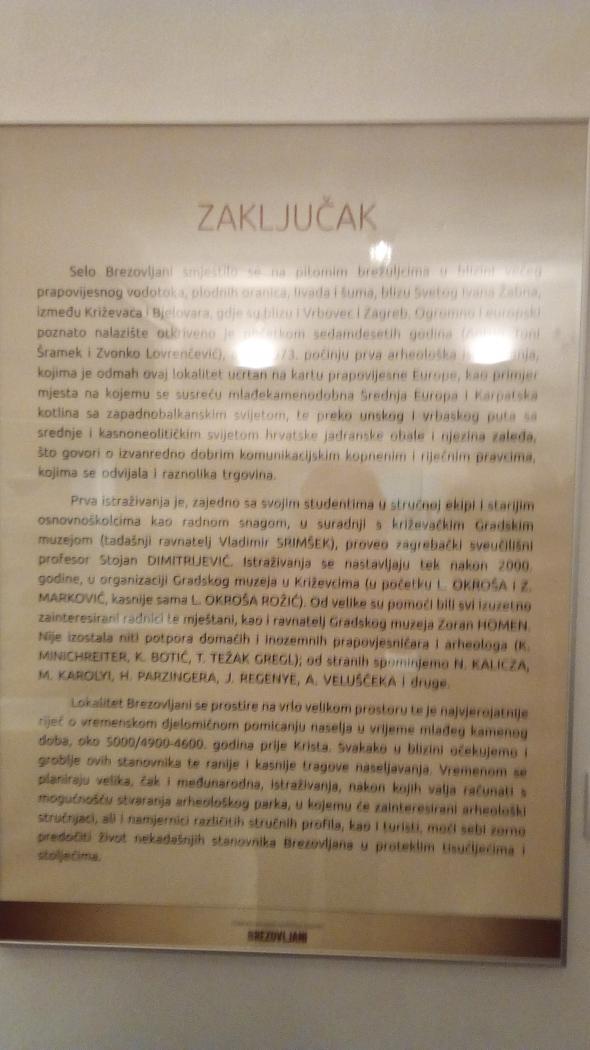 ZAKLJUČAK
Selo Brezovljani smjestilo se na pitomim brežuljcima u blizini većeg
prapovijesnog vodotoka, plodnih oranica, livada i šuma, blizu Svetog Ivana Žabna,
između Križevaca i Bjelovara, gdje su blizu i Vrbovec i Zagreb. Ogromno i europski
poznato nalazište otkriveno je početkom sedamdesetih godina
Šramek i Zvonko Lovrenčević), 73. počinju prva arheološka
kojima je odmah ovaj lokalitet ucrtan na kartu prapovijesne Europe, kao primjer
mjesta na kojemu se susreću mlađekamenodobna Srednja Europa i Karpatska
kotlina sa zapadnobalkanskim svijetom, te preko unskog i vrbaskog puta sa
srednje i kasnoneolitičkim svijetom hrvatske jadranske obale i njezina zaleđa,
što govori o izvanredno dobrim komunikacijskim kopnenim i riječnim pravcima,
kojima se odvijala i raznolika trgovina.
Prva istraživanja je, zajedno sa svojim studentima u stručnoj ekipi i starijim
osnovnoškolcima kao radnom snagom, u suradnji s križevačkim Gradskim
muzejom (tadašnji ravnatelj Vladimir SRIMŠEK), proveo zagrebački sveučilišni
profesor Stojan DIMITRIJEVIĆ. Istraživanja se nastavljaju tek nakon 2000.
godine, u organizaciji Gradskog muzeja u Križevcima (u početku L. OKROŠA i Z.
MARKOVIĆ, kasnije sama L. OKROŠA ROŽIĆ). Od velike su pomoći bili svi izuzetno
zainteresirani radnici te mještani, kao i ravnatelj Gradskog muzeja Zoran HOMEN.
Nije izostala niti potpora domaćih i inozemnih prapovjesničara i arheologa (K.
MINICHREITER, K. BOTIĆ, T. TEŽAK GREGL); od stranih spominjemo N. KALICZA,
M. KAROLYI, H. PARZINGERA, J. REGENYE, A. VELUŠČEKA i druge.
Lokalitet Brezovljani se prostire na vrlo velikom prostoru te je najvjerojatnije
riječ o vremenskom djelomičnom pomicanju naselja u vrijeme mlađeg kamenog
doba, oko 5000/4900-4600. godina prije Krista. Svakako u blizini očekujemo i
groblje ovih stanovnika te ranije i kasnije tragove naseljavanja. Vremenom se
planiraju velika, čak i međunarodna, istraživanja, nakon kojih valja računati s
mogućnošću stvaranja arheološkog parka, u kojemu će zainteresirani arheološki
stručnjaci, ali i namjernici različitih stručnih profila, kao i turisti, moći sebi zorno
predočiti život nekadašnjih stanovnika Brezovljana u proteklim tisućljećima i
stoljećima.
BREZOVLJANI